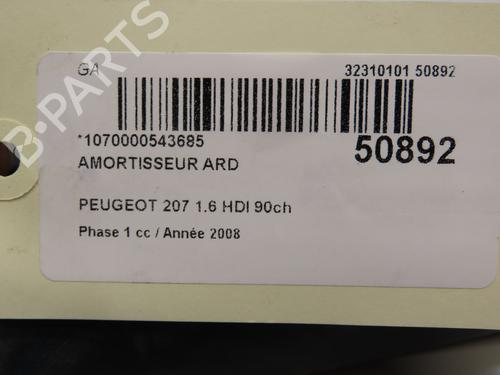 GA 32310101 50892
*1070000543685 50892
AMORTISSEUR ARD
PEUGEOT 207 1.6 HDI 90ch
Phase 1 cc / Année 2008
B-PARTS